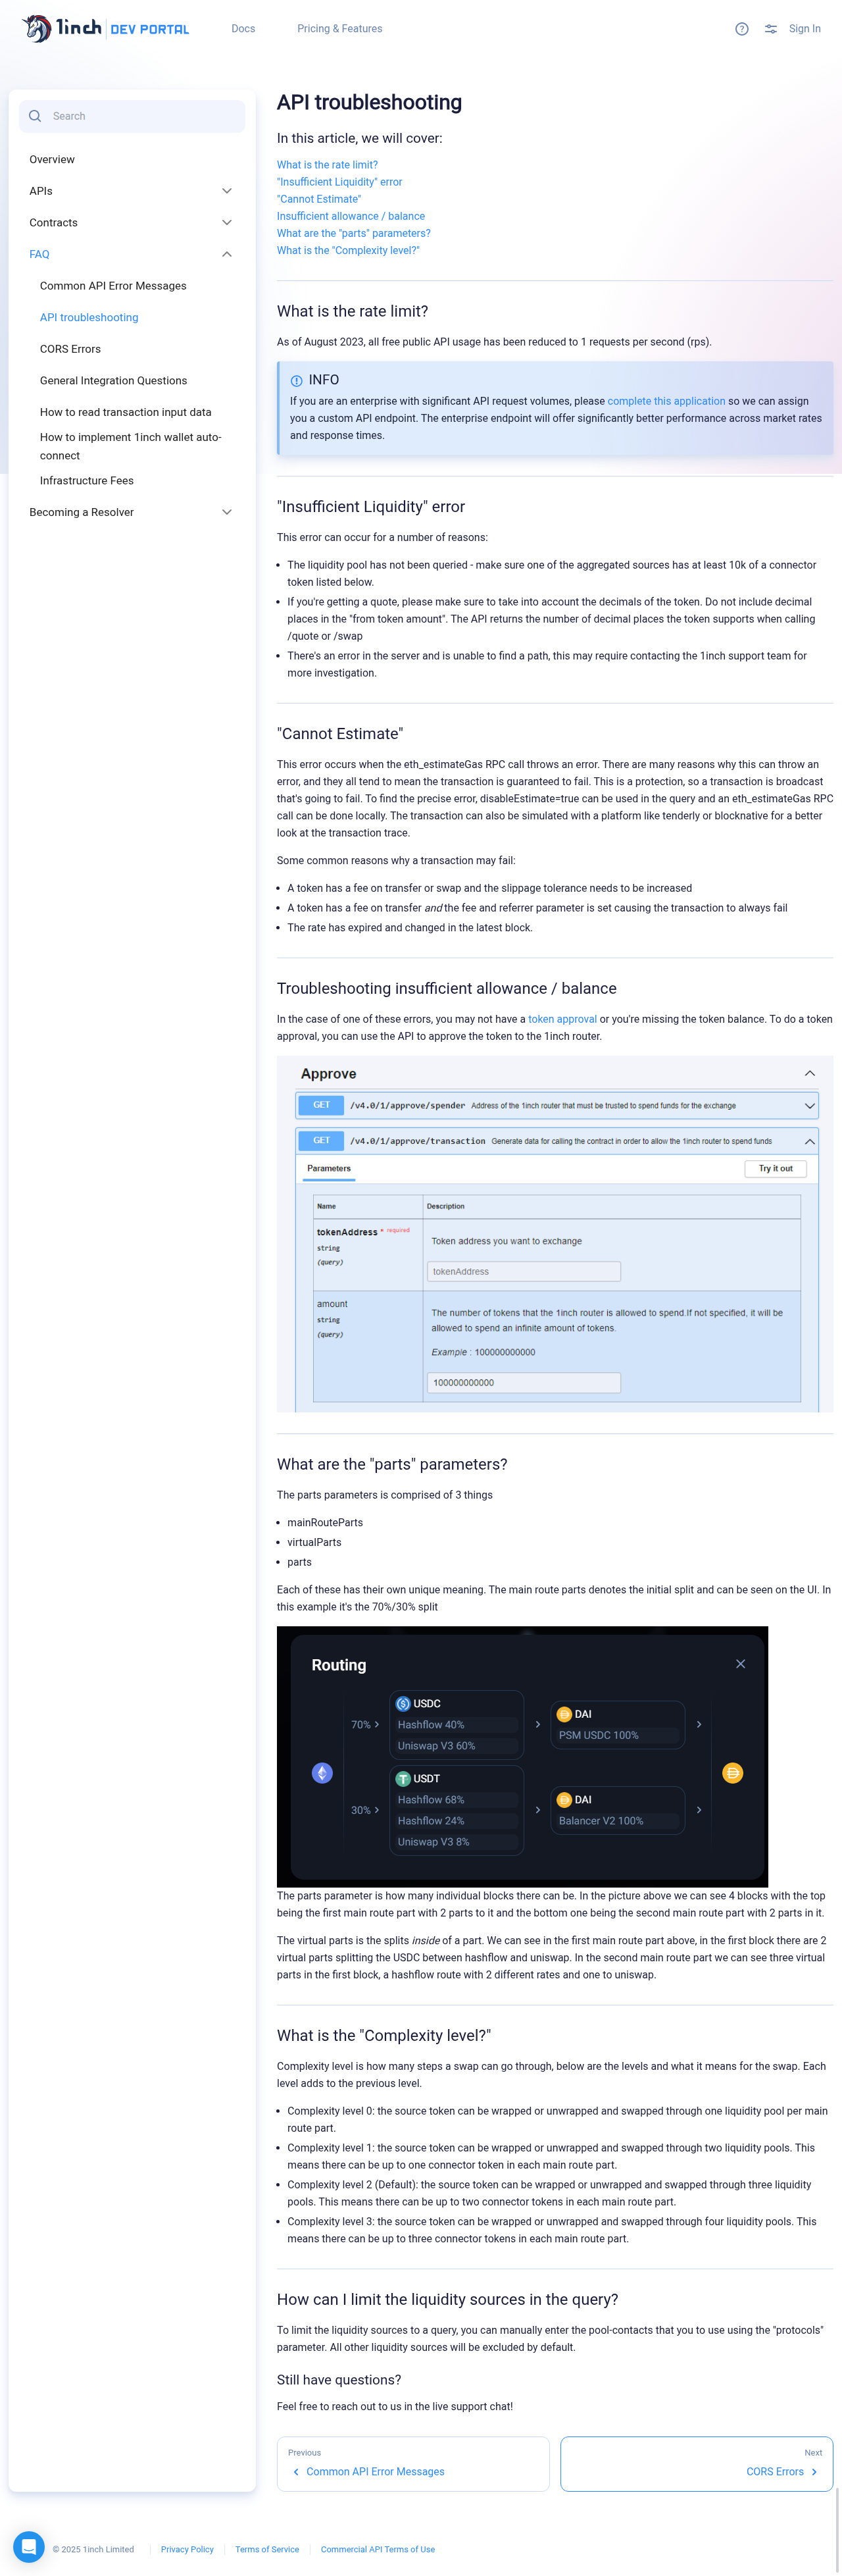 1inch DEV PORTAL
Docs
Pricing & Features
Sign In
Search
Overview
APIs
Contracts
FAQ
Common API Error Messages
API troubleshooting
CORS Errors
General Integration Questions
How to read transaction input data
How to implement 1inch wallet auto-
connect
Infrastructure Fees
Becoming a Resolver
API troubleshooting
In this article, we will cover:
What is the rate limit?
"Insufficient Liquidity" error
"Cannot Estimate"
Insufficient allowance / balance
What are the "parts" parameters?
What is the "Complexity level?"
What is the rate limit?
As of August 2023, all free public API usage has been reduced to 1 requests per second (rps).
INFO
If you are an enterprise with significant API request volumes, please complete this application so we can assign
you a custom API endpoint. The enterprise endpoint will offer significantly better performance across market rates
and response times.
"Insufficient Liquidity" error
This error can occur for a number of reasons:
• The liquidity pool has not been queried - make sure one of the aggregated sources has at least 10k of a connector
token listed below.
• If you're getting a quote, please make sure to take into account the decimals of the token. Do not include decimal
places in the "from token amount". The API returns the number of decimal places the token supports when calling
/quote or /swap
• There's an error in the server and is unable to find a path, this may require contacting the 1inch support team for
more investigation.
"Cannot Estimate"
This error occurs when the eth_estimateGas RPC call throws an error. There are many reasons why this can throw an
error, and they all tend to mean the transaction is guaranteed to fail. This is a protection, so a transaction is broadcast
that's going to fail. To find the precise error, disableEstimate=true can be used in the query and an eth_estimateGas RPC
call can be done locally. The transaction can also be simulated with a platform like tenderly or blocknative for a better
look at the transaction trace.
Some common reasons why a transaction may fail:
• A token has a fee on transfer or swap and the slippage tolerance needs to be increased
• A token has a fee on transfer and the fee and referrer parameter is set causing the transaction to always fail
• The rate has expired and changed in the latest block.
Troubleshooting insufficient allowance / balance
In the case of one of these errors, you may not have a token approval or you're missing the token balance. To do a token
approval, you can use the API to approve the token to the 1inch router.
Approve
GET /v4.0/1/approve/spender Address of the 1inch router that must be trusted to spend funds for the exchange
GET /v4.0/1/approve/transaction Generate data for calling the contract in order to allow the 1inch router to spend funds
Parameters
Try it out
Name Description
tokenAddress * required
string
(query)
Token address you want to exchange
tokenAddress
amount
string
(query)
The number of tokens that the 1inch router is allowed to spend.If not specified, it will be
allowed to spend an infinite amount of tokens.
Example : 100000000000
100000000000
What are the "parts" parameters?
The parts parameters is comprised of 3 things
• mainRouteParts
• virtualParts
• parts
Each of these has their own unique meaning. The main route parts denotes the initial split and can be seen on the UI. In
this example it's the 70%/30% split
Routing
70%
USDC
Hashflow 40%
Uniswap V3 60%
DAI
PSM USDC 100%
30%
USDT
Hashflow 68%
Hashflow 24%
Uniswap V3 8%
DAI
Balancer V2 100%
The parts parameter is how many individual blocks there can be. In the picture above we can see 4 blocks with the top
being the first main route part with 2 parts to it and the bottom one being the second main route part with 2 parts in it.
The virtual parts is the splits inside of a part. We can see in the first main route part above, in the first block there are 2
virtual parts splitting the USDC between hashflow and uniswap. In the second main route part we can see three virtual
parts in the first block, a hashflow route with 2 different rates and one to uniswap.
What is the "Complexity level?"
Complexity level is how many steps a swap can go through, below are the levels and what it means for the swap. Each
level adds to the previous level.
• Complexity level 0: the source token can be wrapped or unwrapped and swapped through one liquidity pool per main
route part.
• Complexity level 1: the source token can be wrapped or unwrapped and swapped through two liquidity pools. This
means there can be up to one connector token in each main route part.
• Complexity level 2 (Default): the source token can be wrapped or unwrapped and swapped through three liquidity
pools. This means there can be up to two connector tokens in each main route part.
• Complexity level 3: the source token can be wrapped or unwrapped and swapped through four liquidity pools. This
means there can be up to three connector tokens in each main route part.
How can I limit the liquidity sources in the query?
To limit the liquidity sources to a query, you can manually enter the pool-contacts that you to use using the "protocols"
parameter. All other liquidity sources will be excluded by default.
Still have questions?
Feel free to reach out to us in the live support chat!
Previous
Common API Error Messages
Next
CORS Errors
© 2025 1inch Limited
Privacy Policy
Terms of Service
Commercial API Terms of Use